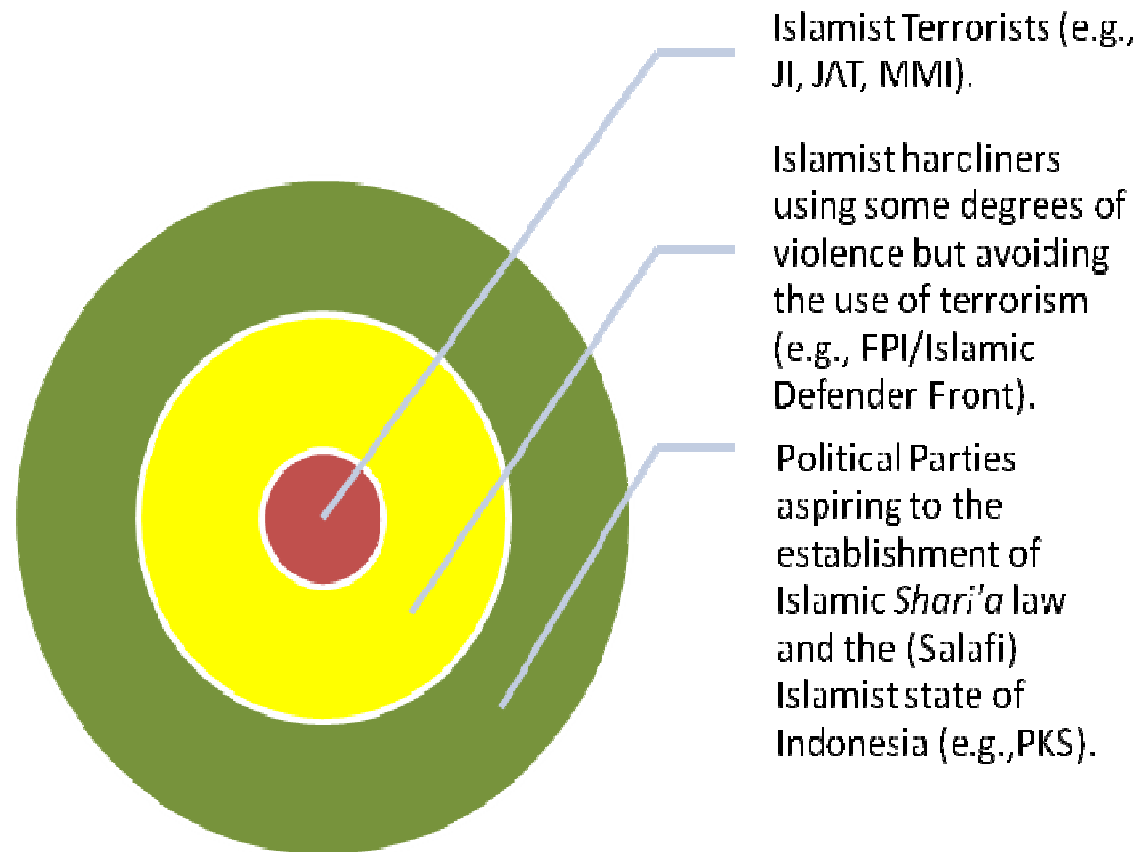 Islamist Terrorists (e.g.,
JI, JAT, MMI).
Islamist hardliners
using some degrees of
violence but avoiding
the use of terrorism
(e.g., FPI/Islamic
Defender Front).
Political Parties
aspiring to the
establishment of
Islamic Shari'a law
and the (Salafi)
Islamist state of
Indonesia (e.g.,PKS).